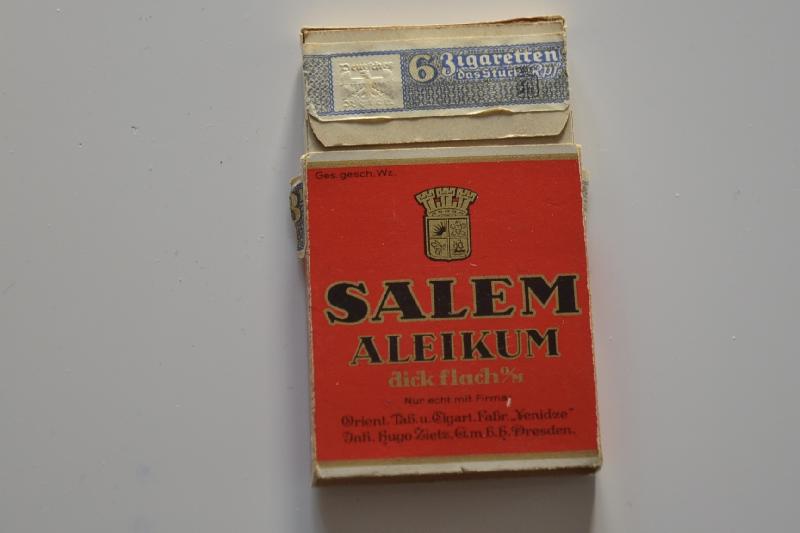 6 Zigaretten
das Stück Rpf
Ges. gesch. Wz.
SALEM
ALEIKUM
dick flach o/M
Nur echt mit Firma,
Orient. Tab. u. Cigart. Fabr. „Yenidze"
Inh. Hugo Zietz, G.m.b.H. Dresden.